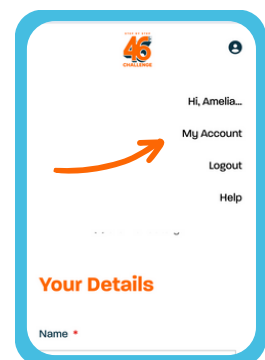 46
CHALLENGE
Hi, Amelia...
My Account
Logout
Help
Your Details
Name *